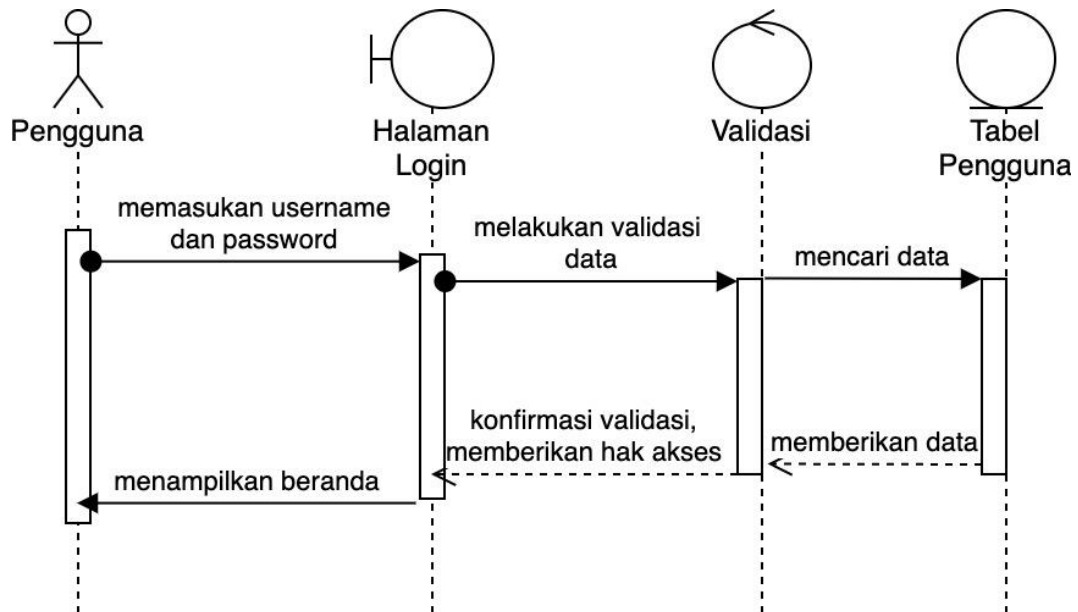 Pengguna
Halaman
Login
Validasi
Tabel
Pengguna
memasukan username
dan password
melakukan validasi
data
mencari data
konfirmasi validasi,
memberikan hak akses
memberikan data
menampilkan beranda